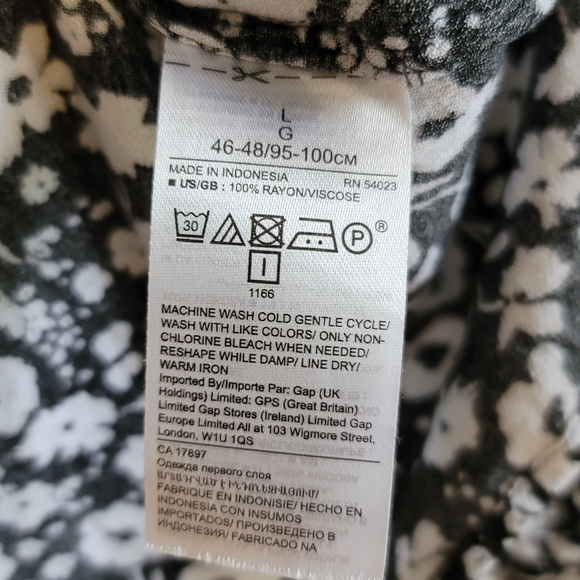 L
G
46-48/95-100CM
MADE IN INDONESIA RN 54023
■ US/GB : 100% RAYON/VISCOSE
30 P ®
1166
MACHINE WASH COLD GENTLE CYCLE/
WASH WITH LIKE COLORS/ ONLY NON-
CHLORINE BLEACH WHEN NEEDED/
RESHAPE WHILE DAMP/ LINE DRY/
WARM IRON
Imported By/Importe Par: Gap (UK
Holdings) Limited: GPS (Great Britain)
Limited Gap Stores (Ireland) Limited Gap
Europe Limited All at 103 Wigmore Street,
London, W1U 1QS
CA 17897
Одежда первого слоя
FABRIQUE EN INDONESIE/ HECHO EN
INDONESIA CON INSUMOS
IMPORTADOS/ ПРОИЗВЕДЕНО В
ИНДОНЕЗИЯ/ FABRICADO NA